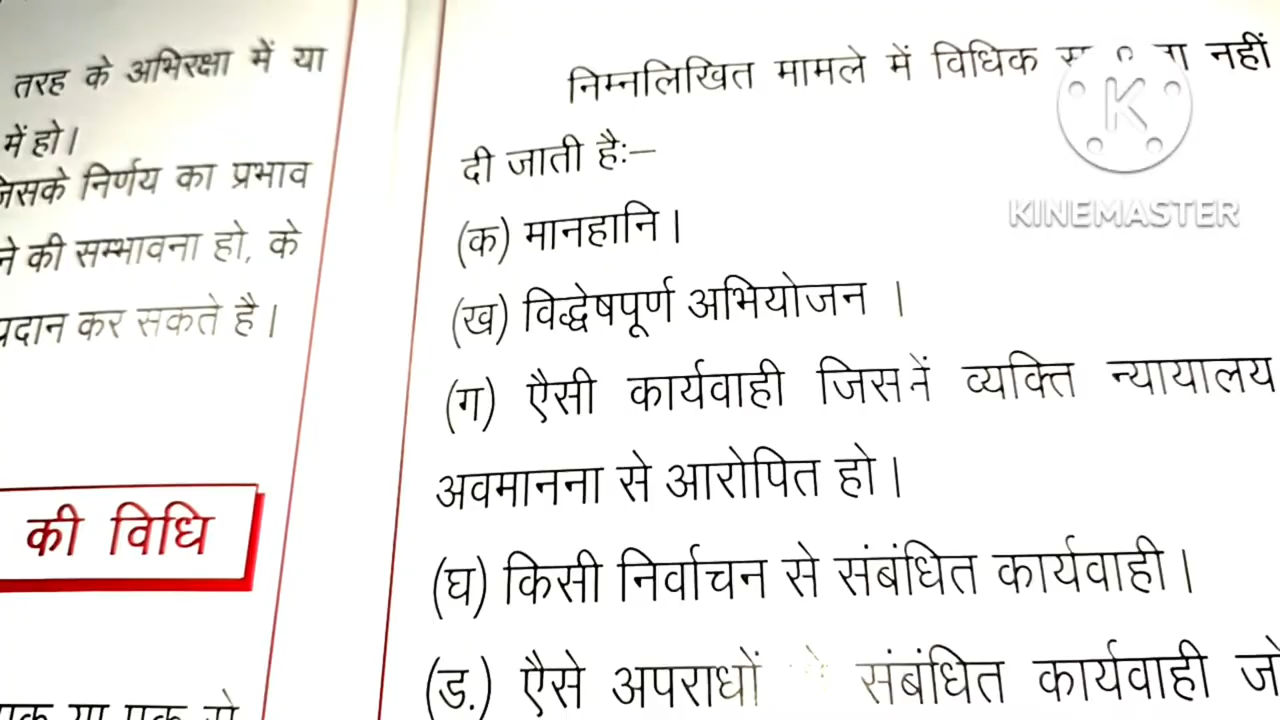 तरह के अभिरक्षा में या
में हो।
जिसके निर्णय का प्रभाव
ने की सम्भावना हो, के
प्रदान कर सकते है।
की विधि
निम्नलिखित मामले में विधिक नहीं
दी जाती है:–
(क) मानहानि।
(ख) विद्धेषपूर्ण अभियोजन ।
(ग) ऐसी कार्यवाही जिसमें व्यक्ति न्यायालय
अवमानना से आरोपित हो।
(घ) किसी निर्वाचन से संबंधित कार्यवाही।
(ड.) ऐसे अपराधों संबंधित कार्यवाही जो
K
KINEMASTER